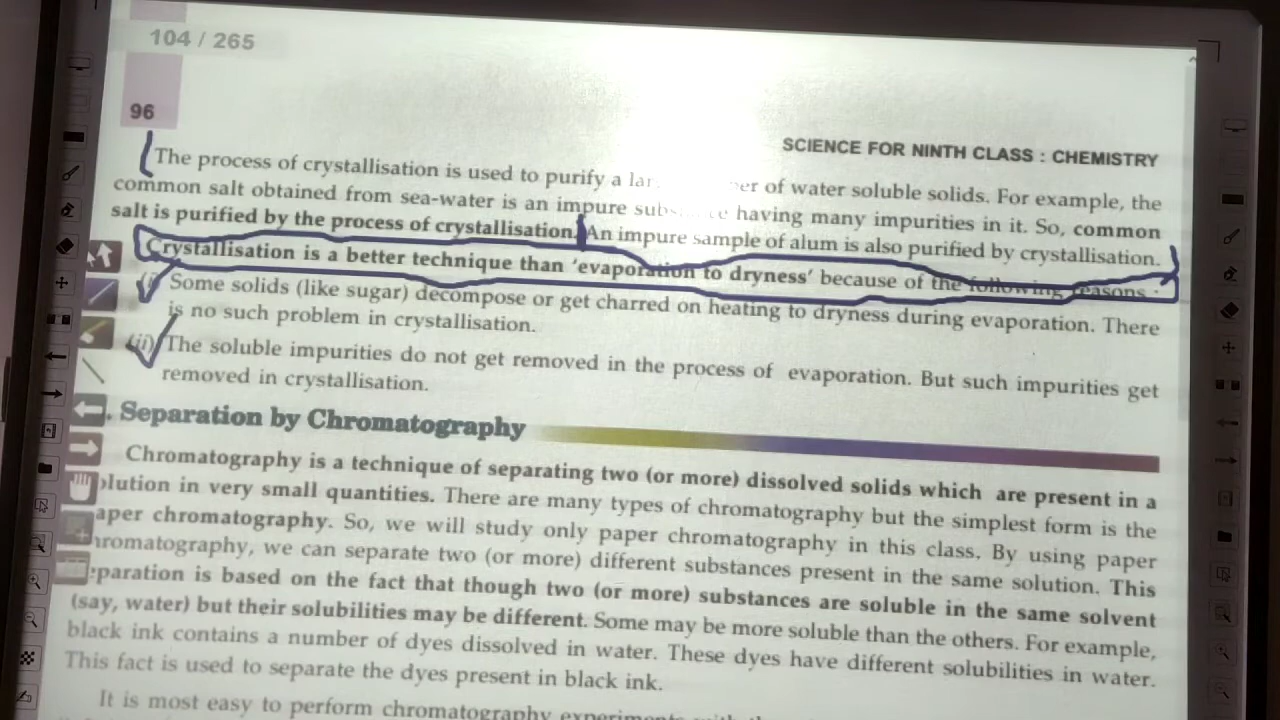 104 / 265
96
SCIENCE FOR NINTH CLASS : CHEMISTRY
The process of crystallisation is used to purify a of water soluble solids. For example, the
common salt obtained from sea-water is an impure having many impurities in it. So, common
salt is purified by the process of crystallisation. An impure sample of alum is also purified by crystallisation.
Crystallisation is a better technique than 'evaporation to dryness' because of the following reasons :
(i) Some solids (like sugar) decompose or get charred on heating to dryness during evaporation. There
is no such problem in crystallisation.
(ii) The soluble impurities do not get removed in the process of evaporation. But such impurities get
removed in crystallisation.
. Separation by Chromatography
Chromatography is a technique of separating two (or more) dissolved solids which are present in a
olution in very small quantities. There are many types of chromatography but the simplest form is the
aper chromatography. So, we will study only paper chromatography in this class. By using paper
hromatography, we can separate two (or more) different substances present in the same solution. This
eparation is based on the fact that though two (or more) substances are soluble in the same solvent
(say, water) but their solubilities may be different. Some may be more soluble than the others. For example,
black ink contains a number of dyes dissolved in water. These dyes have different solubilities in water.
This fact is used to separate the dyes present in black ink.
It is most easy to perform chromatography experiments with